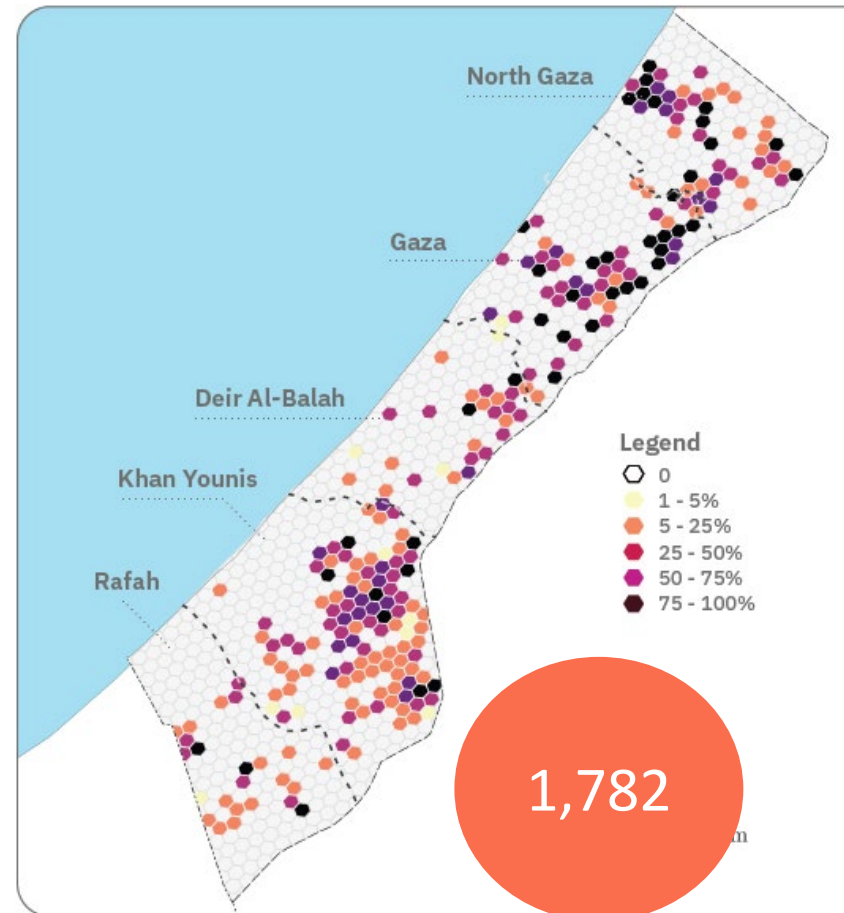 North Gaza
Gaza
Deir Al-Balah
Khan Younis
Rafah
Legend
0
1 - 5%
5 - 25%
25 - 50%
50 - 75%
75 - 100%
1,782
m